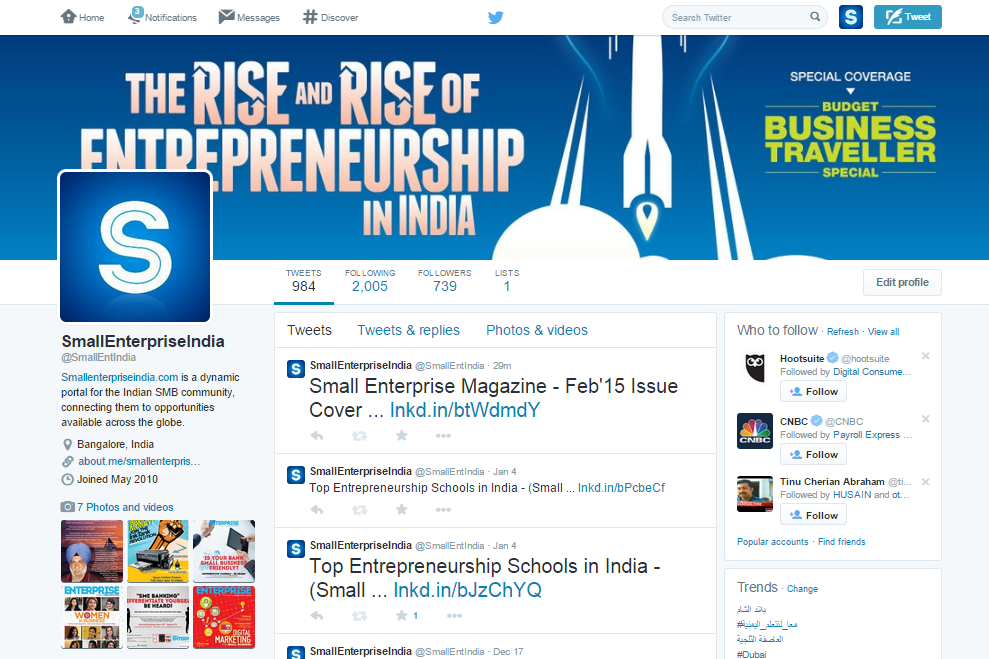 Home
3
Notifications
Messages
Discover
Search Twitter
S
Tweet
THE RISE AND RISE OF
ENTREPRENEURSHIP
IN INDIA
SPECIAL COVERAGE
BUDGET
BUSINESS
TRAVELLER
SPECIAL
S
TWEETS
984
FOLLOWING
2,005
FOLLOWERS
739
LISTS
1
Edit profile
SmallEnterpriseIndia
@SmallEntIndia
Smallenterpriseindia.com is a dynamic
portal for the Indian SMB community,
connecting them to opportunities
available across the globe.
Bangalore, India
about.me/smallenterpris...
Joined May 2010
7 Photos and videos
IS YOUR BANK
SMALL BUSINESS
FRIENDLY?
ENTERPRISE
WOMEN IN
BUSINESS
"SME BANKING"
DIFFERENTIATE YOURSELF
BE HEARD!
ENTERPRISE
DIGITAL
MARKETING
Tweets
Tweets & replies
Photos & videos
SmallEnterpriseIndia @SmallEntIndia · 29m
Small Enterprise Magazine - Feb'15 Issue
Cover ... lnkd.in/btWdmdY
SmallEnterpriseIndia @SmallEntIndia · Jan 4
Top Entrepreneurship Schools in India - (Small ... lnkd.in/bPcbeCf
SmallEnterpriseIndia @SmallEntIndia · Jan 4
Top Entrepreneurship Schools in India -
(Small ... lnkd.in/bJzChYQ
1
SmallEnterpriseIndia @SmallEntIndia · Dec 17
Who to follow · Refresh · View all
Hootsuite @hootsuite
Followed by Digital Consume...
Follow
CNBC
CNBC @CNBC
Followed by Payroll Express ...
Follow
Tinu Cherian Abraham @ti...
Followed by HUSAIN and ot...
Follow
Popular accounts · Find friends
Trends · Change
العاصفة الثلجية
#Dubai